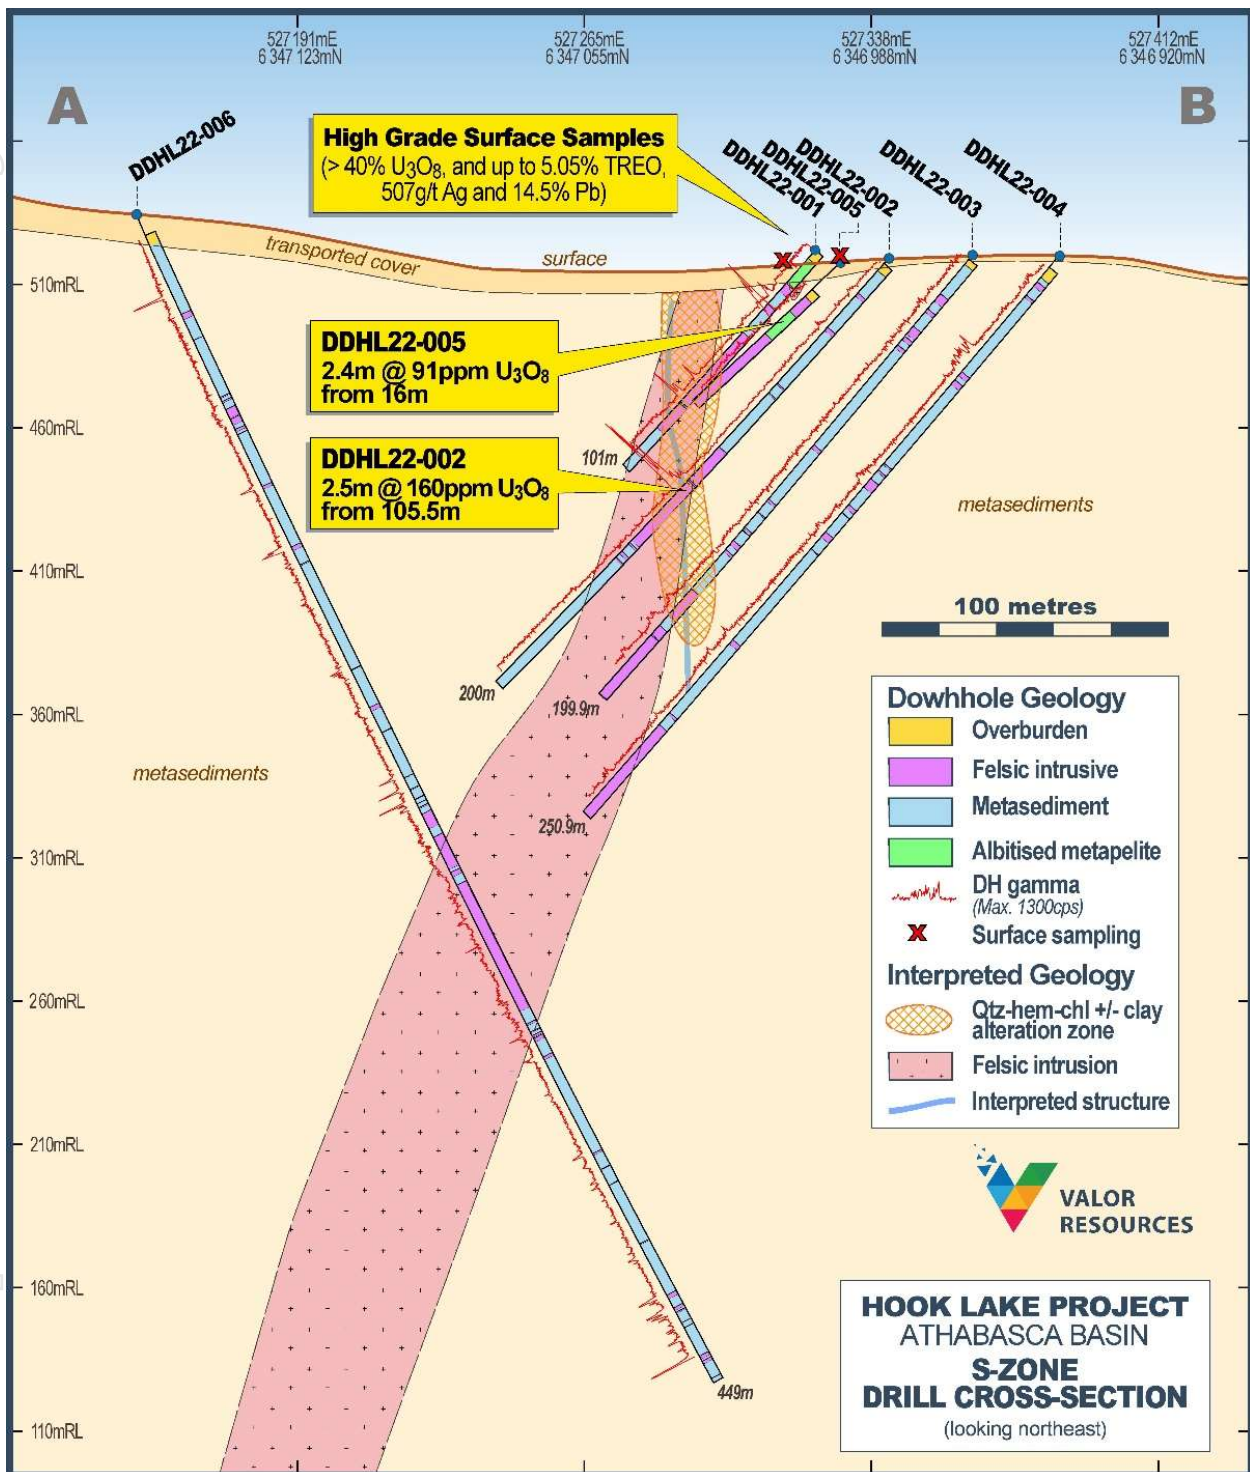 527 191mE
6 347 123mN
527 265mE
6 347 055mN
527 338mE
6 346 988mN
527 412mE
6 346 920mN
A
B
DDHL22-006
High Grade Surface Samples
(> 40% U₃O₈, and up to 5.05% TREO,
507g/t Ag and 14.5% Pb)
DDHL22-001
DDHL22-005
DDHL22-002
DDHL22-003
DDHL22-004
transported cover
surface
510mRL
DDHL22-005
2.4m @ 91ppm U₃O₈
from 16m
460mRL
101m
DDHL22-002
2.5m @ 160ppm U₃O₈
from 105.5m
metasediments
410mRL
100 metres
200m
199.9m
360mRL
metasediments
250.9m
310mRL
260mRL
210mRL
160mRL
110mRL
449m
Dowhhole Geology
Overburden
Felsic intrusive
Metasediment
Albitised metapelite
DH gamma
(Max. 1300cps)
Surface sampling
Interpreted Geology
Qtz-hem-chl +/- clay
alteration zone
Felsic intrusion
Interpreted structure
VALOR
RESOURCES
HOOK LAKE PROJECT
ATHABASCA BASIN
S-ZONE
DRILL CROSS-SECTION
(looking northeast)